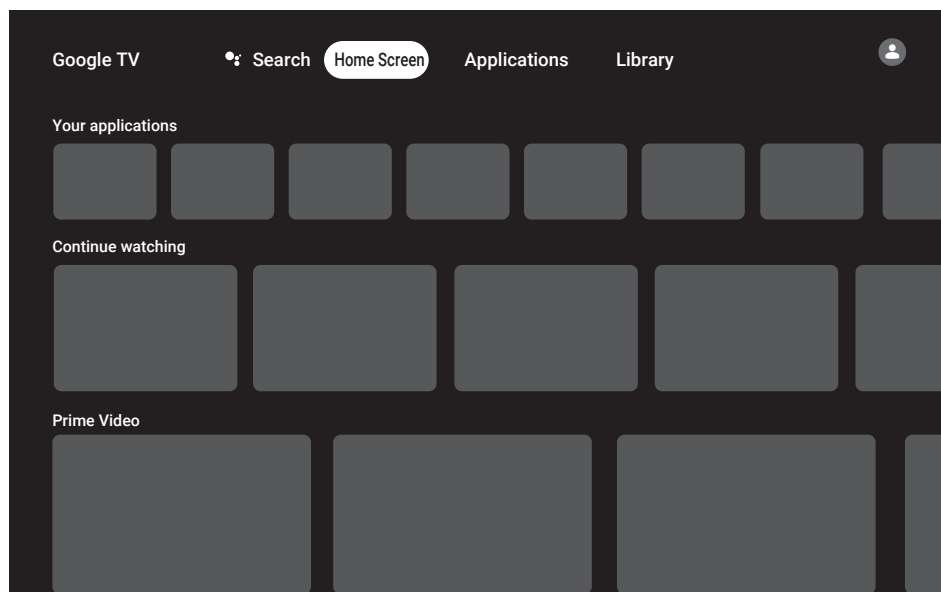 Google TV Search Home Screen Applications Library
Your applications
Continue watching
Prime Video